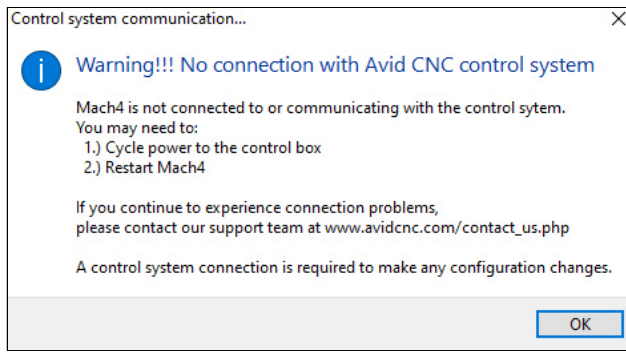 Control system communication...
Warning!!! No connection with Avid CNC control system
Mach4 is not connected to or communicating with the control sytem.
You may need to:
1.) Cycle power to the control box
2.) Restart Mach4
If you continue to experience connection problems,
please contact our support team at www.avidcnc.com/contact_us.php
A control system connection is required to make any configuration changes.
OK